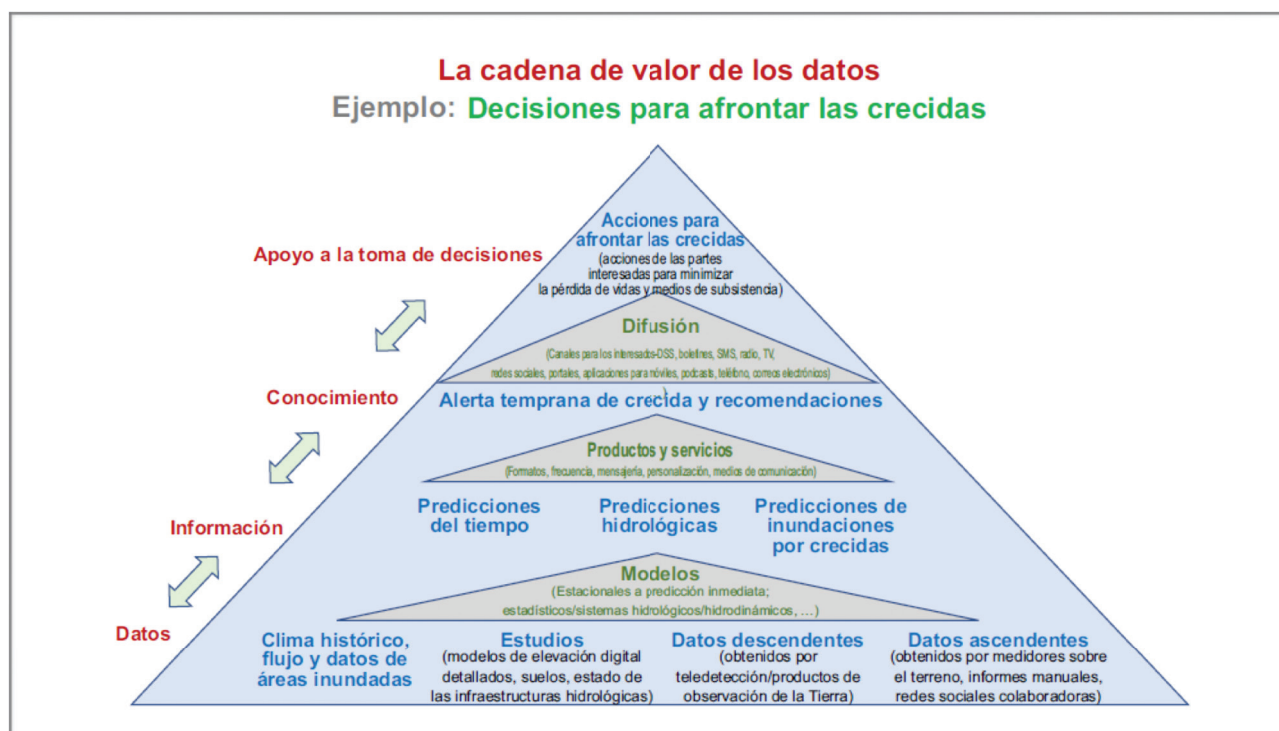 La cadena de valor de los datos
Ejemplo: Decisiones para afrontar las crecidas
Acciones para
afrontar las crecidas
(acciones de las partes
interesadas para minimizar
la pérdida de vidas y medios de subsistencia)
Apoyo a la toma de decisiones
Difusión
(Canales para los interesados-DSS, boletines, SMS, radio, TV,
redes sociales, portales, aplicaciones para móviles, podcasts, teléfono, correos electrónicos)
)
Conocimiento
Alerta temprana de crecida y recomendaciones
Productos y servicios
(Formatos, frecuencia, mensajería, personalización, medios de comunicación)
Información
Predicciones
del tiempo
Predicciones
hidrológicas
Predicciones de
inundaciones
por crecidas
Modelos
(Estacionales a predicción inmediata;
estadísticos/sistemas hidrológicos/hidrodinámicos, ...)
Datos
Clima histórico,
flujo y datos de
áreas inundadas
Estudios
(modelos de elevación digital
detallados, suelos, estado de
las infraestructuras hidrológicas)
Datos descendentes
(obtenidos por
teledetección/productos de
observación de la Tierra)
Datos ascendentes
(obtenidos por medidores sobre
el terreno, informes manuales,
redes sociales colaboradoras)